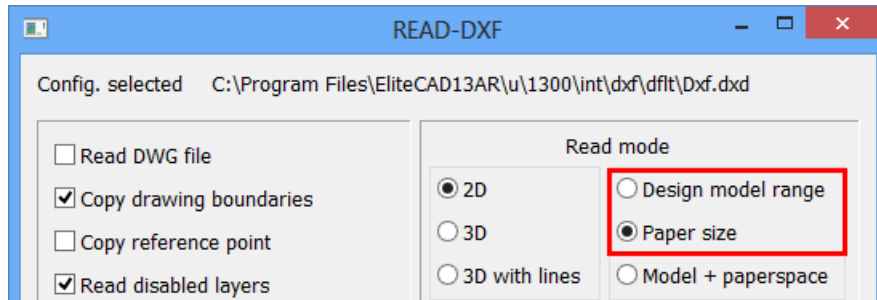 READ-DXF
Config. selected C:\Program Files\EliteCAD13AR\u\1300\int\dxf\dflt\Dxf.dxd
Read DWG file
Copy drawing boundaries
Copy reference point
Read disabled layers
Read mode
2D
3D
3D with lines
Design model range
Paper size
Model + paperspace